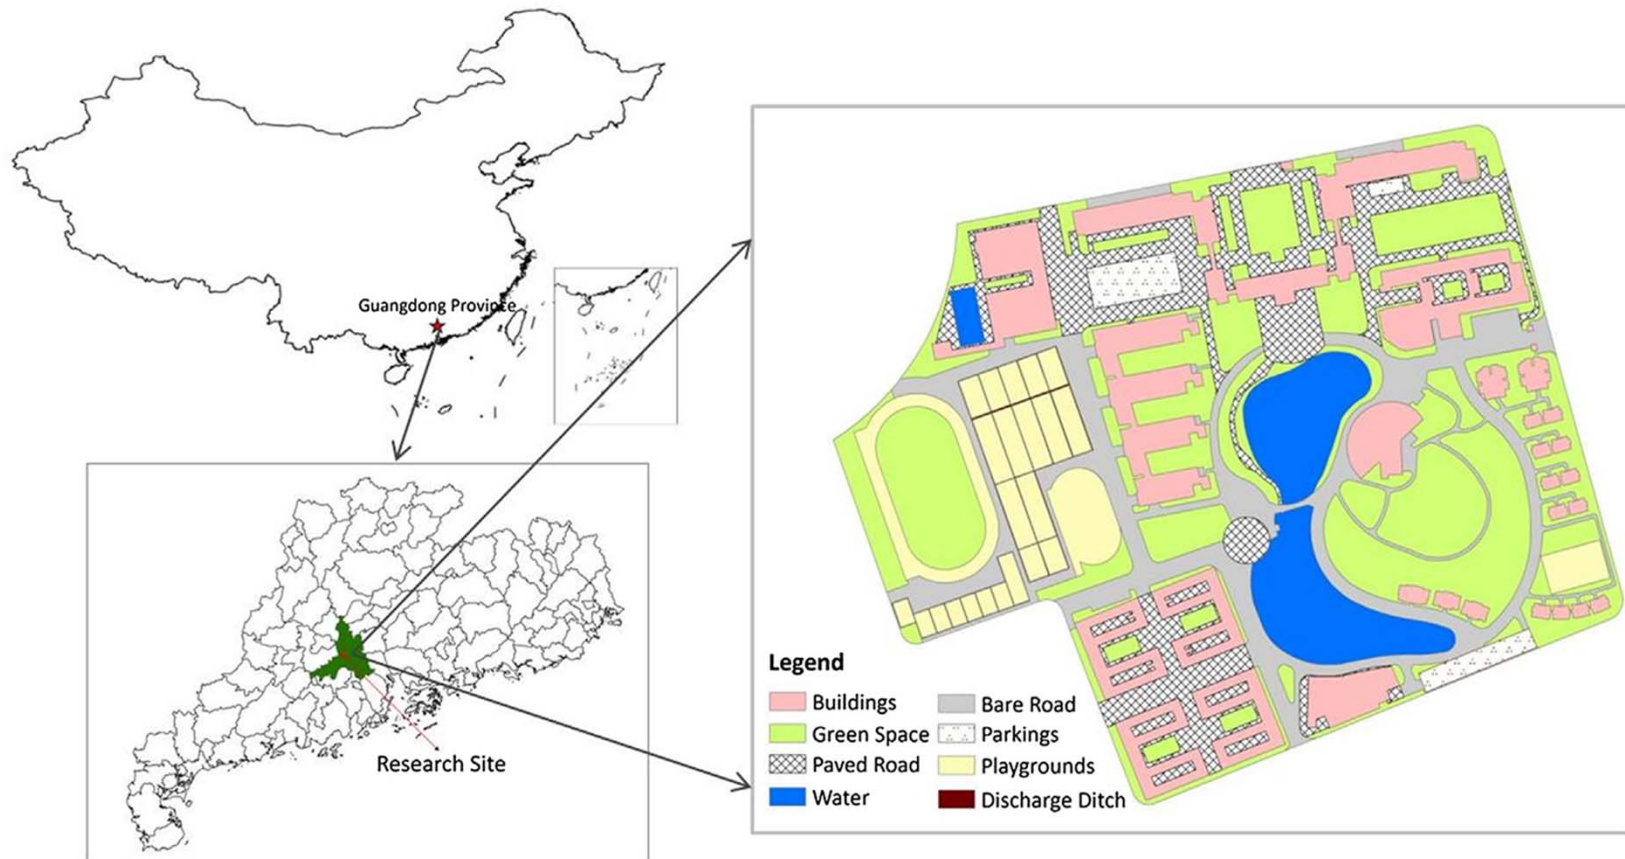 Guangdong Province
Research Site
Legend
Buildings
Green Space
Paved Road
Water
Bare Road
Parkings
Playgrounds
Discharge Ditch